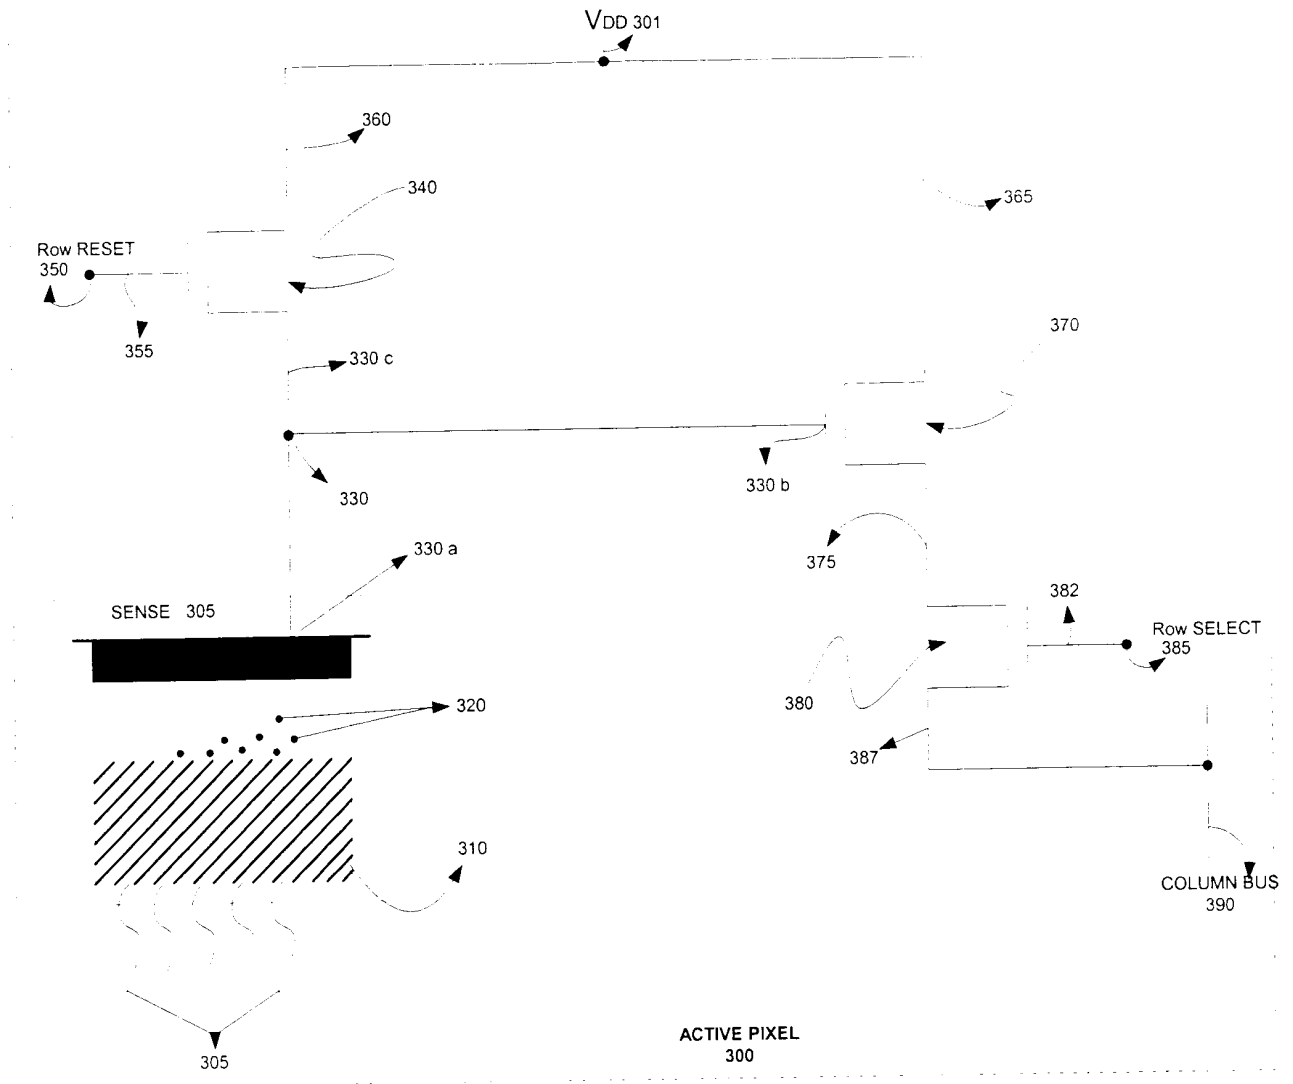 VDD 301
360
340
365
Row RESET
350
355
370
330 c
330
330 b
330 a
375
SENSE 305
382
Row SELECT
385
380
320
387
310
COLUMN BUS
390
305
ACTIVE PIXEL
300